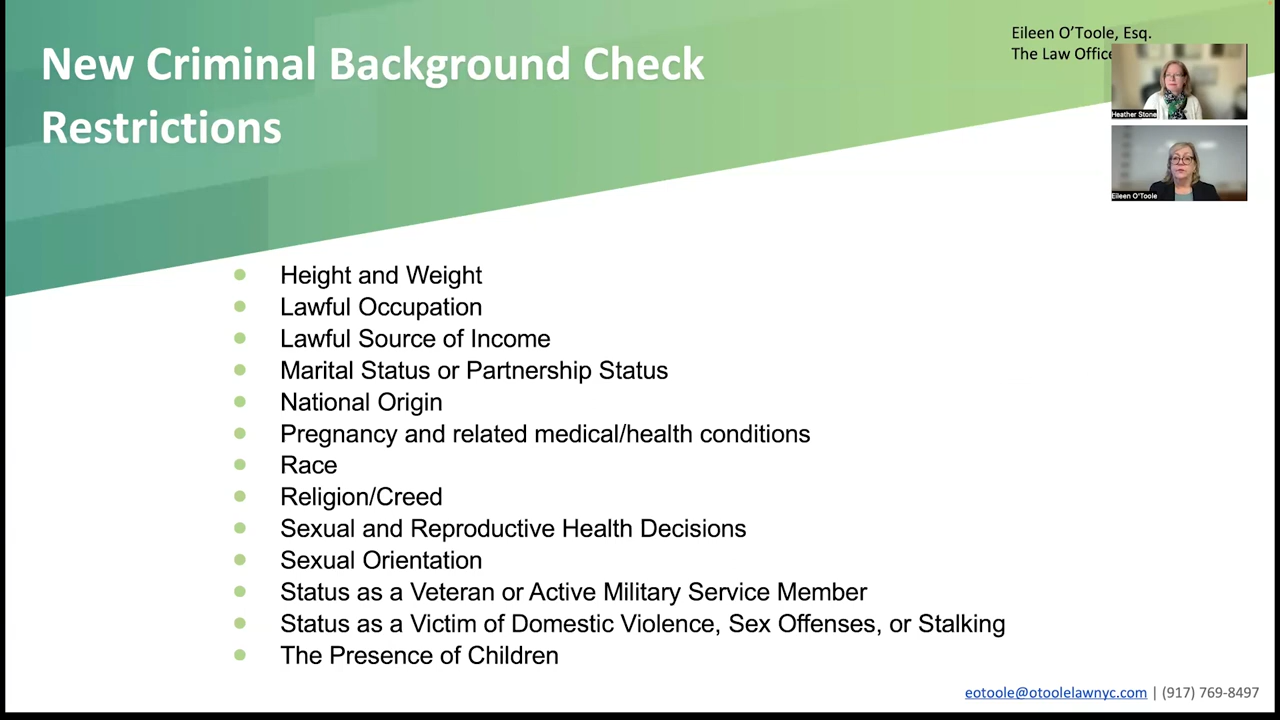 New Criminal Background Check
Restrictions
Eileen O’Toole, Esq.
The Law Office
Heather Stone
Eileen O'Toole
Height and Weight
Lawful Occupation
Lawful Source of Income
Marital Status or Partnership Status
National Origin
Pregnancy and related medical/health conditions
Race
Religion/Creed
Sexual and Reproductive Health Decisions
Sexual Orientation
Status as a Veteran or Active Military Service Member
Status as a Victim of Domestic Violence, Sex Offenses, or Stalking
The Presence of Children
eotoole@otoolelawnyc.com | (917) 769-8497